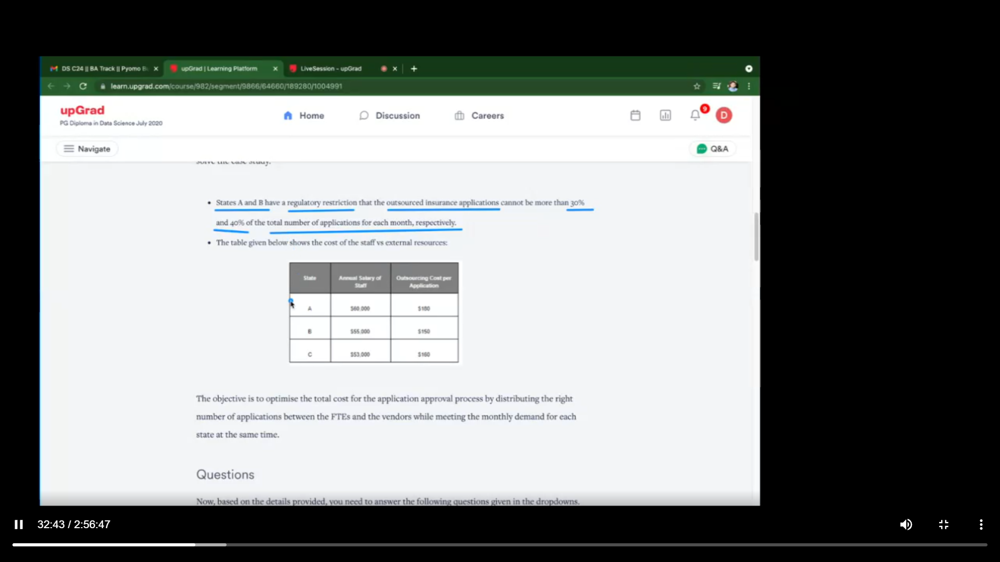 DS C24 || BA Track || Pyomo B
upGrad | Learning Platform
LiveSession - upGrad
learn.upgrad.com/course/982/segment/9866/64660/189280/1004991
upGrad
PG Diploma in Data Science July 2020
Home
Discussion
Careers
9
D
Navigate
Q&A
solve the case study.
• States A and B have a regulatory restriction that the outsourced insurance applications cannot be more than 30%
and 40% of the total number of applications for each month, respectively.
• The table given below shows the cost of the staff vs external resources:
State Annual Salary of Staff Outsourcing Cost per Application
A $60,000 $180
B $55,000 $150
C $53,000 $160
The objective is to optimise the total cost for the application approval process by distributing the right
number of applications between the FTEs and the vendors while meeting the monthly demand for each
state at the same time.
Questions
Now, based on the details provided, you need to answer the following questions given in the dropdowns.
32:43 / 2:56:47